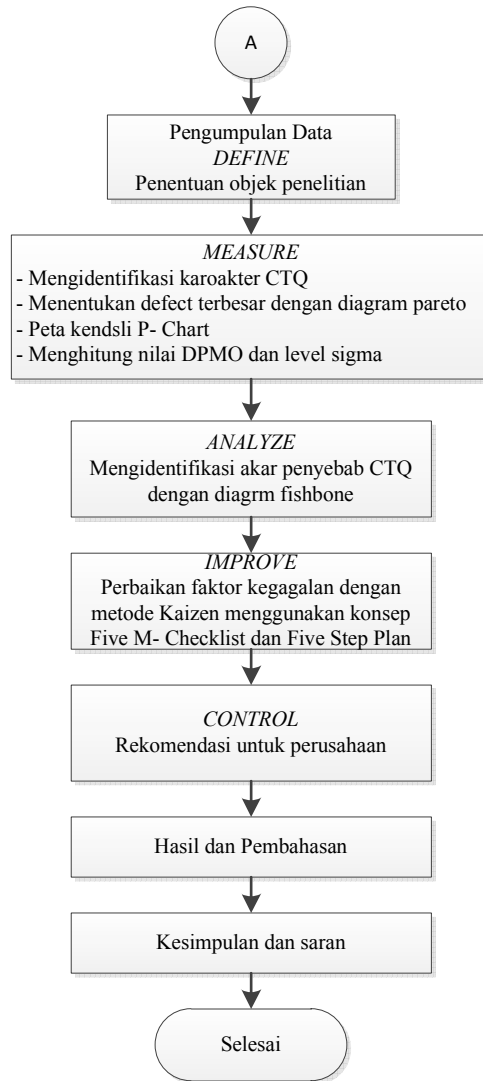 A
Pengumpulan Data
DEFINE
Penentuan objek penelitian
MEASURE
- Mengidentifikasi karoakter CTQ
- Menentukan defect terbesar dengan diagram pareto
- Peta kendsli P- Chart
- Menghitung nilai DPMO dan level sigma
ANALYZE
Mengidentifikasi akar penyebab CTQ
dengan diagrm fishbone
IMPROVE
Perbaikan faktor kegagalan dengan
metode Kaizen menggunakan konsep
Five M- Checklist dan Five Step Plan
CONTROL
Rekomendasi untuk perusahaan
Hasil dan Pembahasan
Kesimpulan dan saran
Selesai